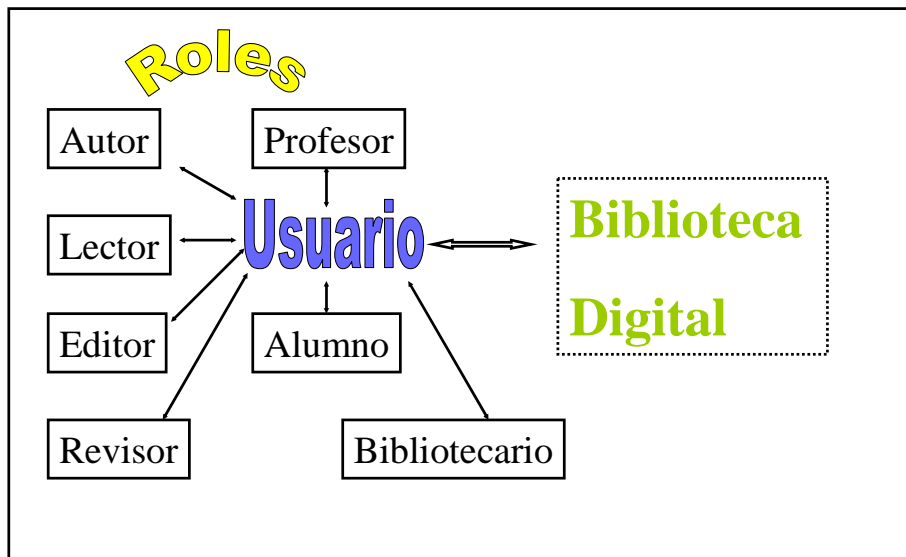 Roles
Autor
Profesor
Usuario
Lector
Biblioteca
Digital
Editor
Alumno
Revisor
Bibliotecario